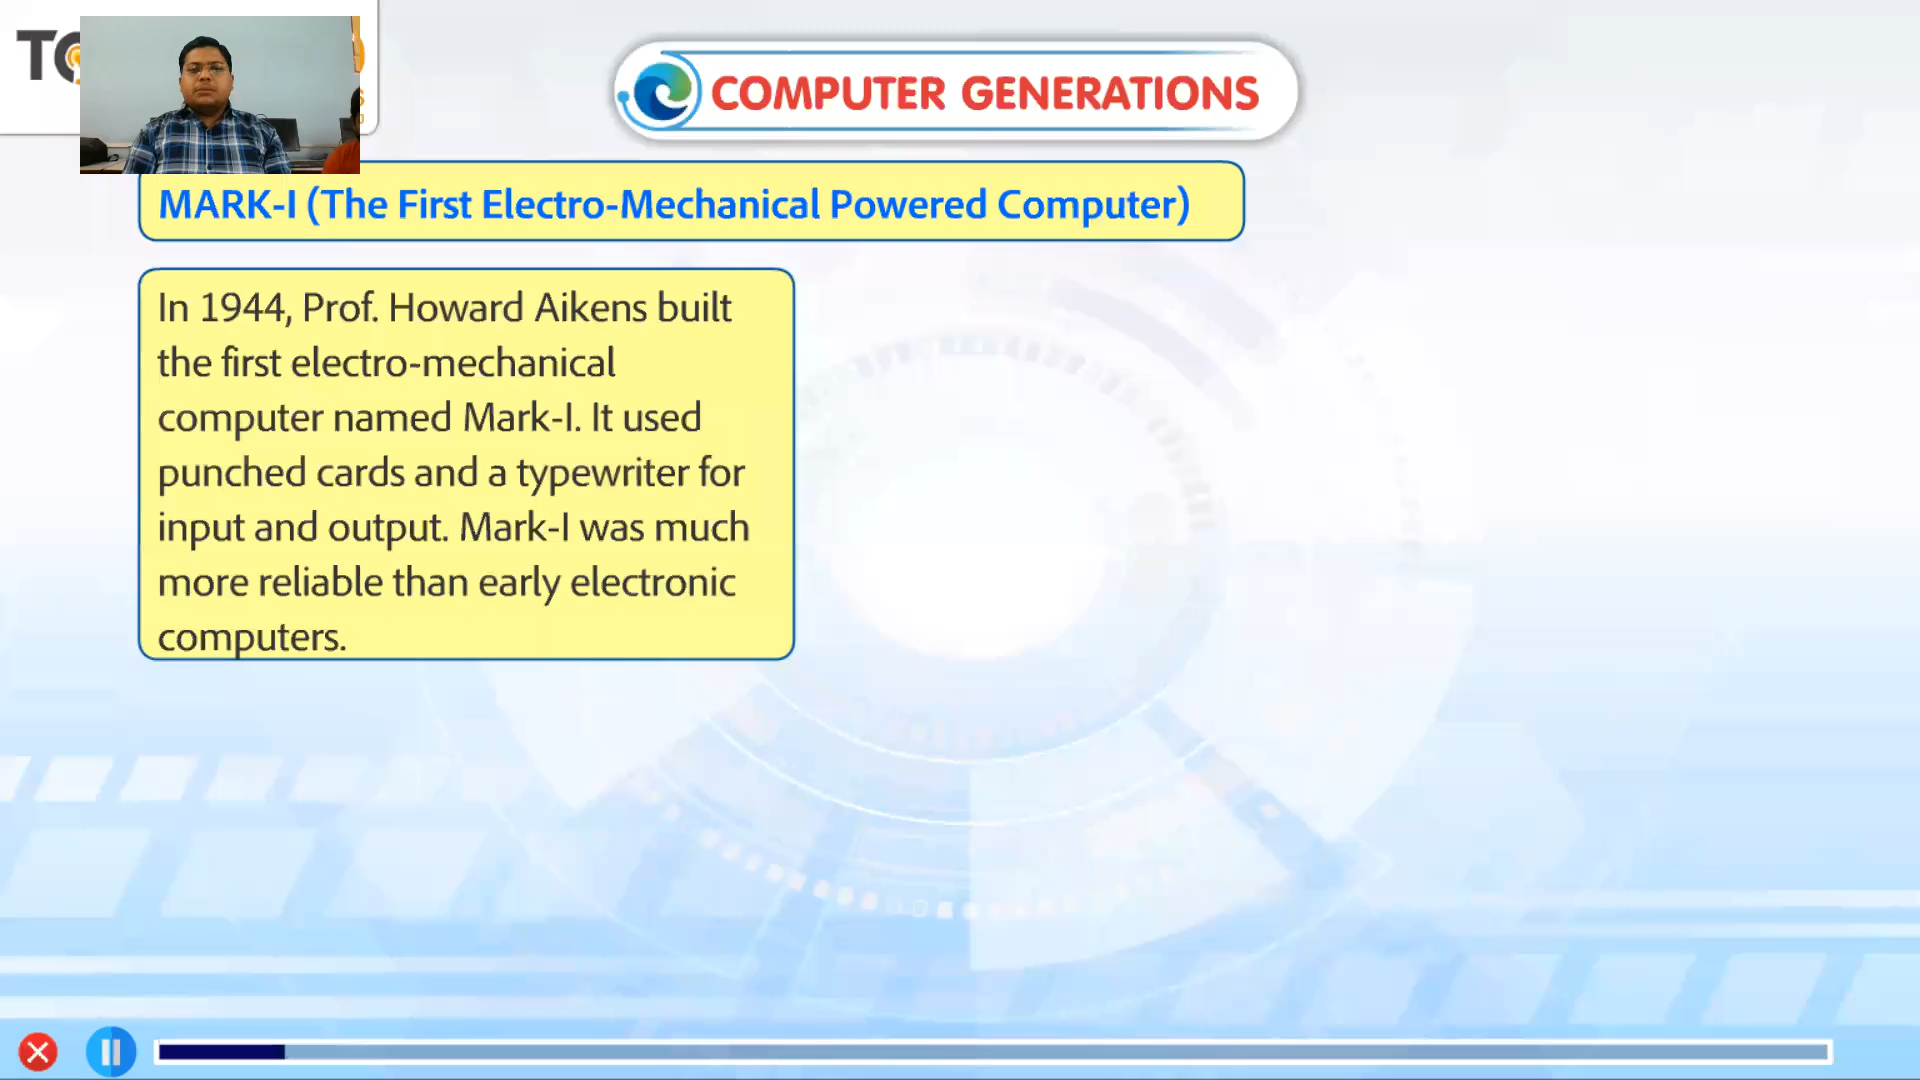 COMPUTER GENERATIONS
MARK-I (The First Electro-Mechanical Powered Computer)
In 1944, Prof. Howard Aikens built
the first electro-mechanical
computer named Mark-I. It used
punched cards and a typewriter for
input and output. Mark-I was much
more reliable than early electronic
computers.